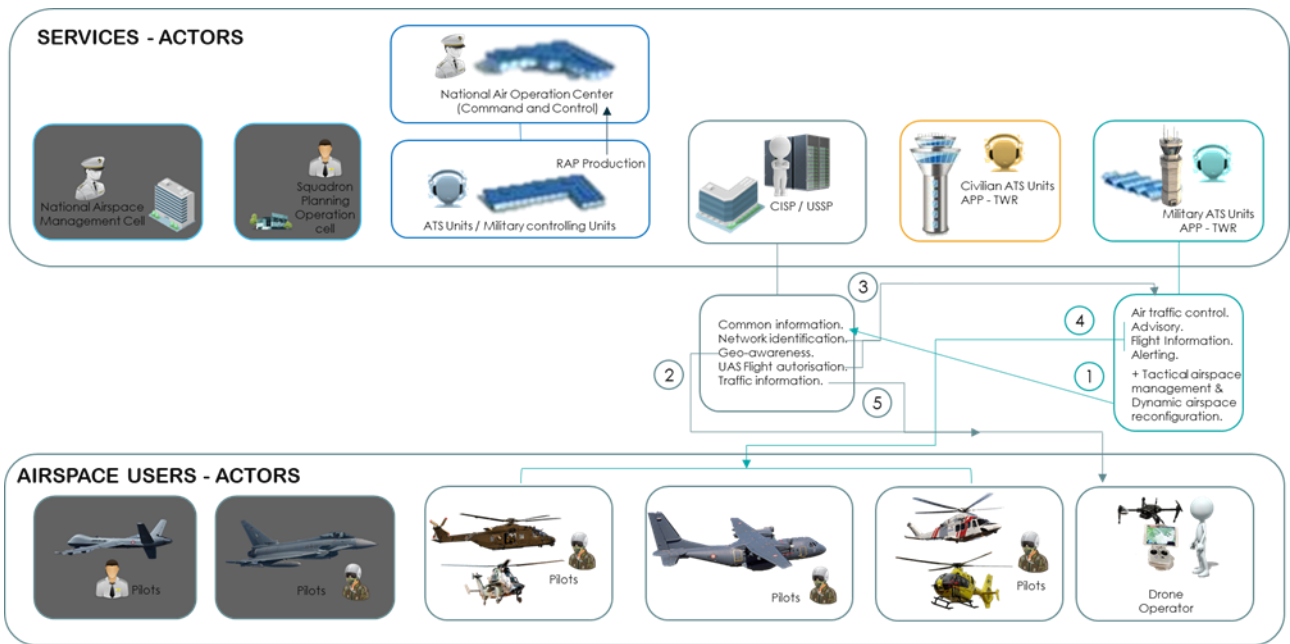 SERVICES - ACTORS
National Air Operation Center
(Command and Control)
RAP Production
ATS Units / Military controlling Units
National Airspace
Management Cell
Squadron
Planning
Operation
cell
CISP / USSP
Civilian ATS Units
APP - TWR
Military ATS Units
APP - TWR
3
4
1
2
5
Common information.
Network identification.
Geo-awareness.
UAS Flight autorisation.
Traffic information.
Air traffic control.
Advisory.
Flight Information.
Alerting.
+ Tactical airspace
management &
Dynamic airspace
reconfiguration.
AIRSPACE USERS - ACTORS
Pilots
Pilots
Pilots
Pilots
Pilots
Drone
Operator